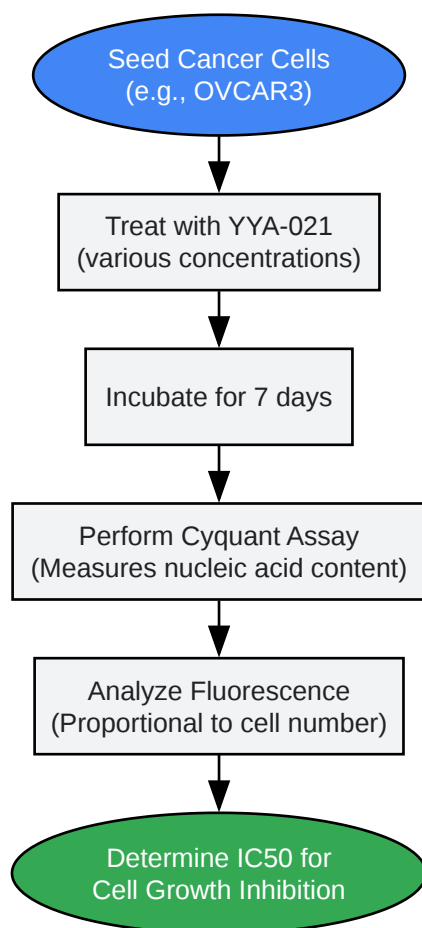 Seed Cancer Cells
(e.g., OVCAR3)
Treat with YYA-021
(various concentrations)
Incubate for 7 days
Perform Cyquant Assay
(Measures nucleic acid content)
Analyze Fluorescence
(Proportional to cell number)
Determine IC50 for
Cell Growth Inhibition